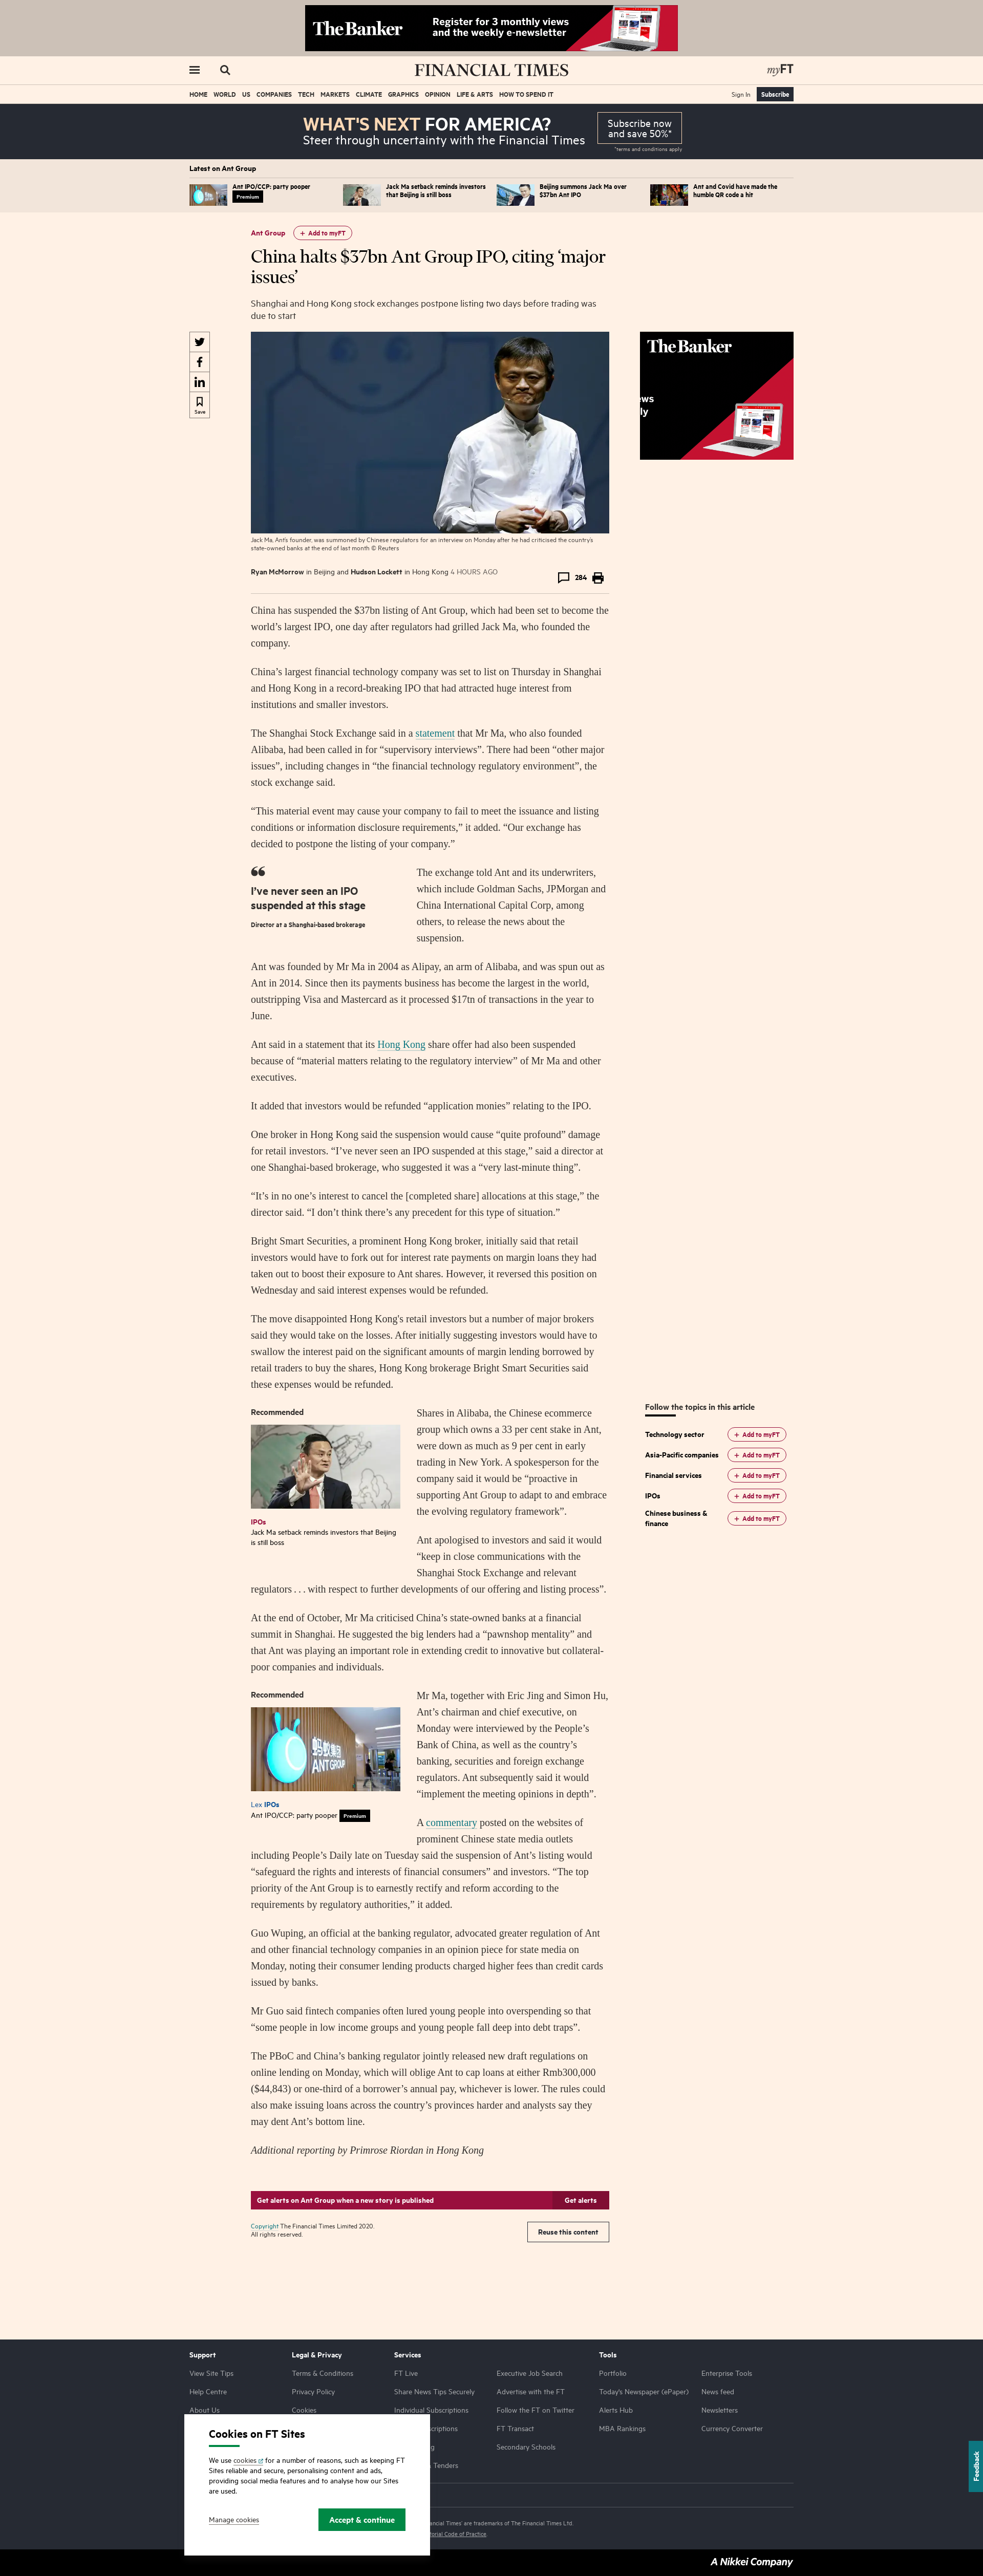 The Banker
Register for 3 monthly views
and the weekly e-newsletter
FINANCIAL TIMES
myFT
HOME WORLD US COMPANIES TECH MARKETS CLIMATE GRAPHICS OPINION LIFE & ARTS HOW TO SPEND IT
Sign In Subscribe
WHAT'S NEXT FOR AMERICA?
Steer through uncertainty with the Financial Times
Subscribe now
and save 50%*
*terms and conditions apply
Latest on Ant Group
Ant IPO/CCP: party pooper
Premium
Jack Ma setback reminds investors
that Beijing is still boss
Beijing summons Jack Ma over
$37bn Ant IPO
Ant and Covid have made the
humble QR code a hit
Ant Group
+ Add to myFT
China halts $37bn Ant Group IPO, citing ‘major
issues’
Shanghai and Hong Kong stock exchanges postpone listing two days before trading was
due to start
Save
The Banker
ews
ly
Jack Ma, Ant's founder, was summoned by Chinese regulators for an interview on Monday after he had criticised the country's
state-owned banks at the end of last month © Reuters
Ryan McMorrow in Beijing and Hudson Lockett in Hong Kong 4 HOURS AGO
284
China has suspended the $37bn listing of Ant Group, which had been set to become the
world’s largest IPO, one day after regulators had grilled Jack Ma, who founded the
company.
China’s largest financial technology company was set to list on Thursday in Shanghai
and Hong Kong in a record-breaking IPO that had attracted huge interest from
institutions and smaller investors.
The Shanghai Stock Exchange said in a statement that Mr Ma, who also founded
Alibaba, had been called in for “supervisory interviews”. There had been “other major
issues”, including changes in “the financial technology regulatory environment”, the
stock exchange said.
“This material event may cause your company to fail to meet the issuance and listing
conditions or information disclosure requirements,” it added. “Our exchange has
decided to postpone the listing of your company.”
“
I’ve never seen an IPO
suspended at this stage
Director at a Shanghai-based brokerage
The exchange told Ant and its underwriters,
which include Goldman Sachs, JPMorgan and
China International Capital Corp, among
others, to release the news about the
suspension.
Ant was founded by Mr Ma in 2004 as Alipay, an arm of Alibaba, and was spun out as
Ant in 2014. Since then its payments business has become the largest in the world,
outstripping Visa and Mastercard as it processed $17tn of transactions in the year to
June.
Ant said in a statement that its Hong Kong share offer had also been suspended
because of “material matters relating to the regulatory interview” of Mr Ma and other
executives.
It added that investors would be refunded “application monies” relating to the IPO.
One broker in Hong Kong said the suspension would cause “quite profound” damage
for retail investors. “I’ve never seen an IPO suspended at this stage,” said a director at
one Shanghai-based brokerage, who suggested it was a “very last-minute thing”.
“It’s in no one’s interest to cancel the [completed share] allocations at this stage,” the
director said. “I don’t think there’s any precedent for this type of situation.”
Bright Smart Securities, a prominent Hong Kong broker, initially said that retail
investors would have to fork out for interest rate payments on margin loans they had
taken out to boost their exposure to Ant shares. However, it reversed this position on
Wednesday and said interest expenses would be refunded.
The move disappointed Hong Kong's retail investors but a number of major brokers
said they would take on the losses. After initially suggesting investors would have to
swallow the interest paid on the significant amounts of margin lending borrowed by
retail traders to buy the shares, Hong Kong brokerage Bright Smart Securities said
these expenses would be refunded.
Recommended
IPOs
Jack Ma setback reminds investors that Beijing
is still boss
Shares in Alibaba, the Chinese ecommerce
group which owns a 33 per cent stake in Ant,
were down as much as 9 per cent in early
trading in New York. A spokesperson for the
company said it would be “proactive in
supporting Ant Group to adapt to and embrace
the evolving regulatory framework”.
Ant apologised to investors and said it would
“keep in close communications with the
Shanghai Stock Exchange and relevant
regulators . . . with respect to further developments of our offering and listing process”.
Follow the topics in this article
Technology sector + Add to myFT
Asia-Pacific companies + Add to myFT
Financial services + Add to myFT
IPOs + Add to myFT
Chinese business &
finance + Add to myFT
At the end of October, Mr Ma criticised China’s state-owned banks at a financial
summit in Shanghai. He suggested the big lenders had a “pawnshop mentality” and
that Ant was playing an important role in extending credit to innovative but collateral-
poor companies and individuals.
Recommended
蚂蚁集团
ANT GROUP
Lex IPOs
Ant IPO/CCP: party pooper Premium
Mr Ma, together with Eric Jing and Simon Hu,
Ant’s chairman and chief executive, on
Monday were interviewed by the People’s
Bank of China, as well as the country’s
banking, securities and foreign exchange
regulators. Ant subsequently said it would
“implement the meeting opinions in depth”.
A commentary posted on the websites of
prominent Chinese state media outlets
including People’s Daily late on Tuesday said the suspension of Ant’s listing would
“safeguard the rights and interests of financial consumers” and investors. “The top
priority of the Ant Group is to earnestly rectify and reform according to the
requirements by regulatory authorities,” it added.
Guo Wuping, an official at the banking regulator, advocated greater regulation of Ant
and other financial technology companies in an opinion piece for state media on
Monday, noting their consumer lending products charged higher fees than credit cards
issued by banks.
Mr Guo said fintech companies often lured young people into overspending so that
“some people in low income groups and young people fall deep into debt traps”.
The PBoC and China’s banking regulator jointly released new draft regulations on
online lending on Monday, which will oblige Ant to cap loans at either Rmb300,000
($44,843) or one-third of a borrower’s annual pay, whichever is lower. The rules could
also make issuing loans across the country’s provinces harder and analysts say they
may dent Ant’s bottom line.
Additional reporting by Primrose Riordan in Hong Kong
Get alerts on Ant Group when a new story is published
Get alerts
Copyright The Financial Times Limited 2020.
All rights reserved.
Reuse this content
Support
View Site Tips
Help Centre
About Us
Legal & Privacy
Terms & Conditions
Privacy Policy
Cookies
Services
FT Live
Share News Tips Securely
Individual Subscriptions
criptions
g
Tenders
Executive Job Search
Advertise with the FT
Follow the FT on Twitter
FT Transact
Secondary Schools
Tools
Portfolio
Today's Newspaper (ePaper)
Alerts Hub
MBA Rankings
Enterprise Tools
News feed
Newsletters
Currency Converter
Feedback
Cookies on FT Sites
We use cookies for a number of reasons, such as keeping FT
Sites reliable and secure, personalising content and ads,
providing social media features and to analyse how our Sites
are used.
Manage cookies
Accept & continue
ancial Times' are trademarks of The Financial Times Ltd.
torial Code of Practice.
A Nikkei Company